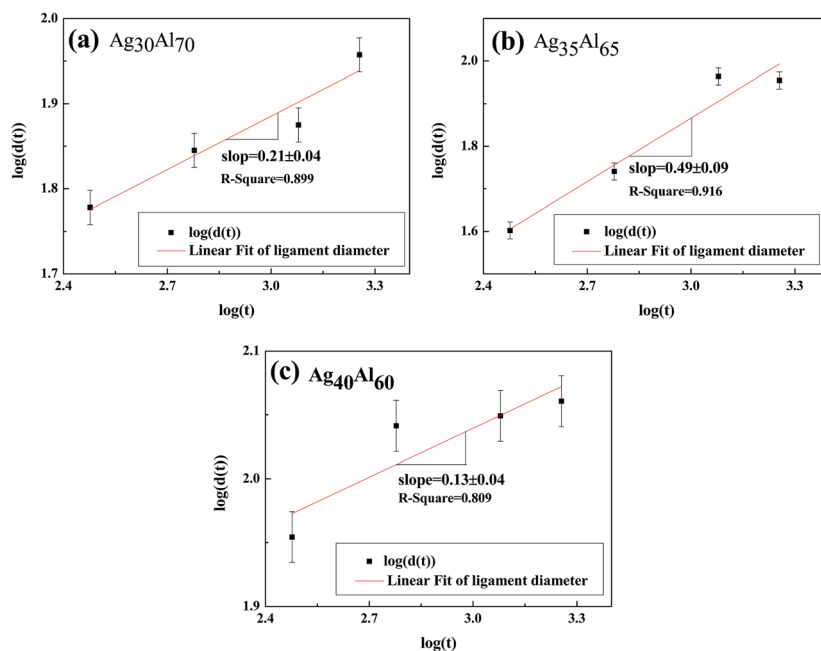 (a) Ag30Al70
2.0
1.9
1.8
1.7
log(d(t))
slop=0.21±0.04
R-Square=0.899
log(d(t))
Linear Fit of ligament diameter
2.4 2.7 3.0 3.3
log(t)
(b) Ag35Al65
2.0
1.8
1.6
1.4
log(d(t))
slop=0.49±0.09
R-Square=0.916
log(d(t))
Linear Fit of ligament diameter
2.4 2.7 3.0 3.3
log(t)
(c) Ag40Al60
2.1
2.0
1.9
log(d(t))
slope=0.13±0.04
R-Square=0.809
log(d(t))
Linear Fit of ligament diameter
2.4 2.7 3.0 3.3
log(t)